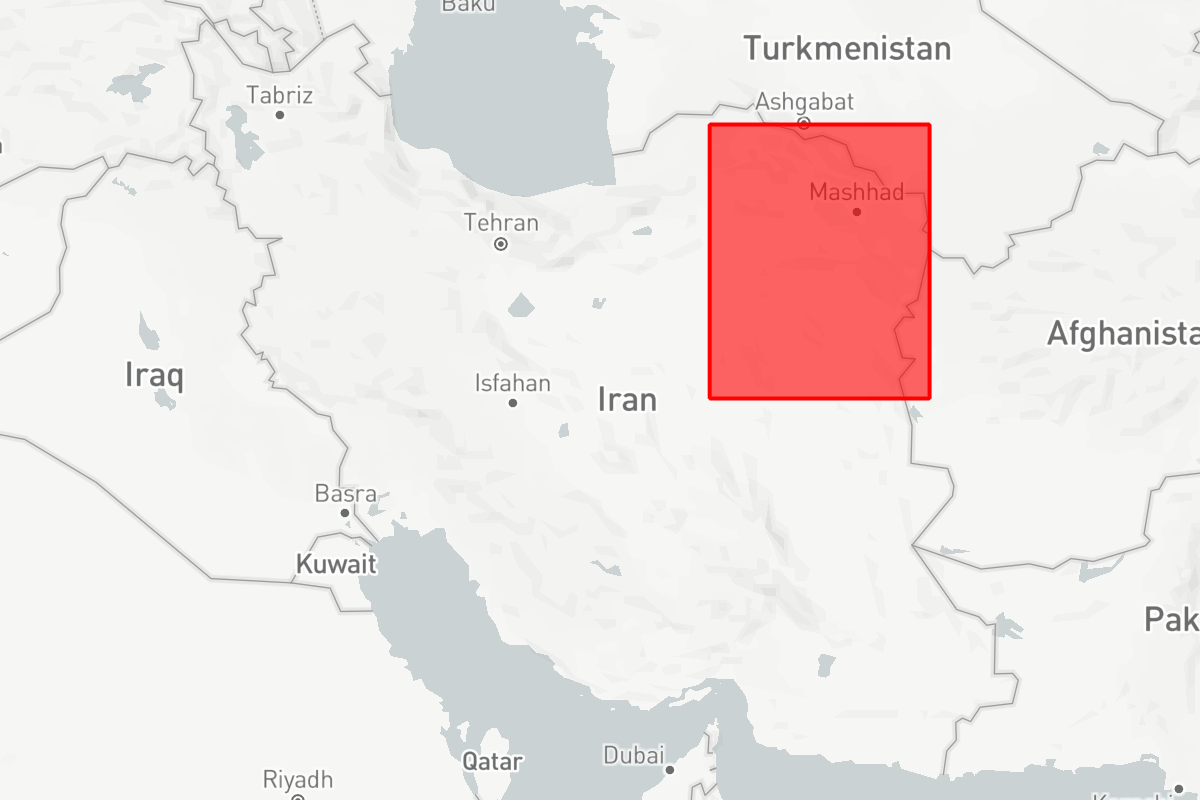 Baku
Turkmenistan
Tabriz
Ashgabat
Mashhad
Tehran
Afghanista
Iraq
Isfahan
Iran
Basra
Kuwait
Pak
Qatar
Dubai
Riyadh